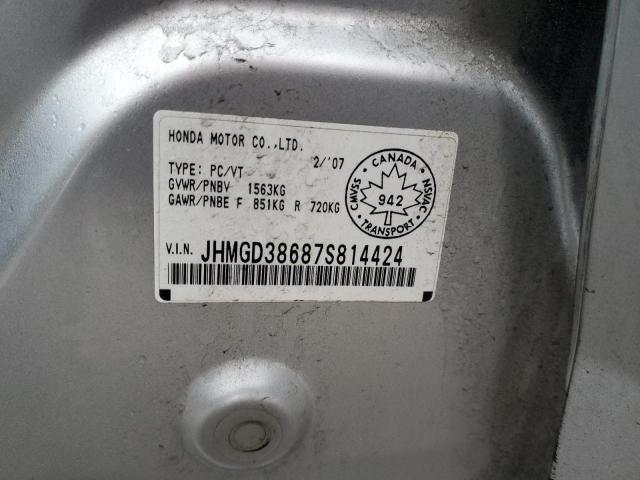 HONDA MOTOR CO.,LTD.
2/'07
TYPE: PC/VT
GVWR/PNBV 1563KG
GAWR/PNBE F 851KG R 720KG
CANADA
CMVSS
NSVAC
942
TRANSPORT
V.I.N. JHMGD38687S814424